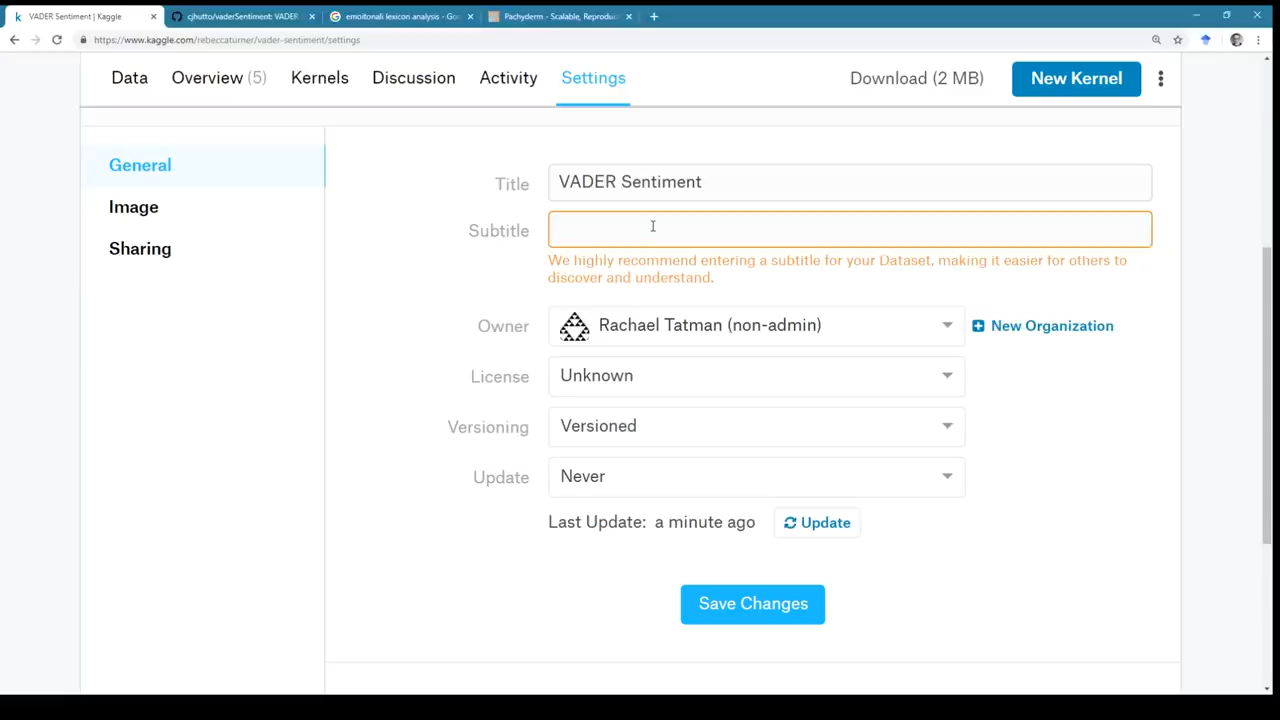 VADER Sentiment | Kaggle
cjhutto/vaderSentiment: VADER
emoitonali lexicon analysis - Goo
Pachyderm - Scalable, Reproduc
https://www.kaggle.com/rebeccaturner/vader-sentiment/settings
Data Overview (5) Kernels Discussion Activity Settings Download (2 MB) New Kernel
General
Image
Sharing
Title VADER Sentiment
Subtitle
We highly recommend entering a subtitle for your Dataset, making it easier for others to
discover and understand.
Owner Rachael Tatman (non-admin) New Organization
License Unknown
Versioning Versioned
Update Never
Last Update: a minute ago Update
Save Changes